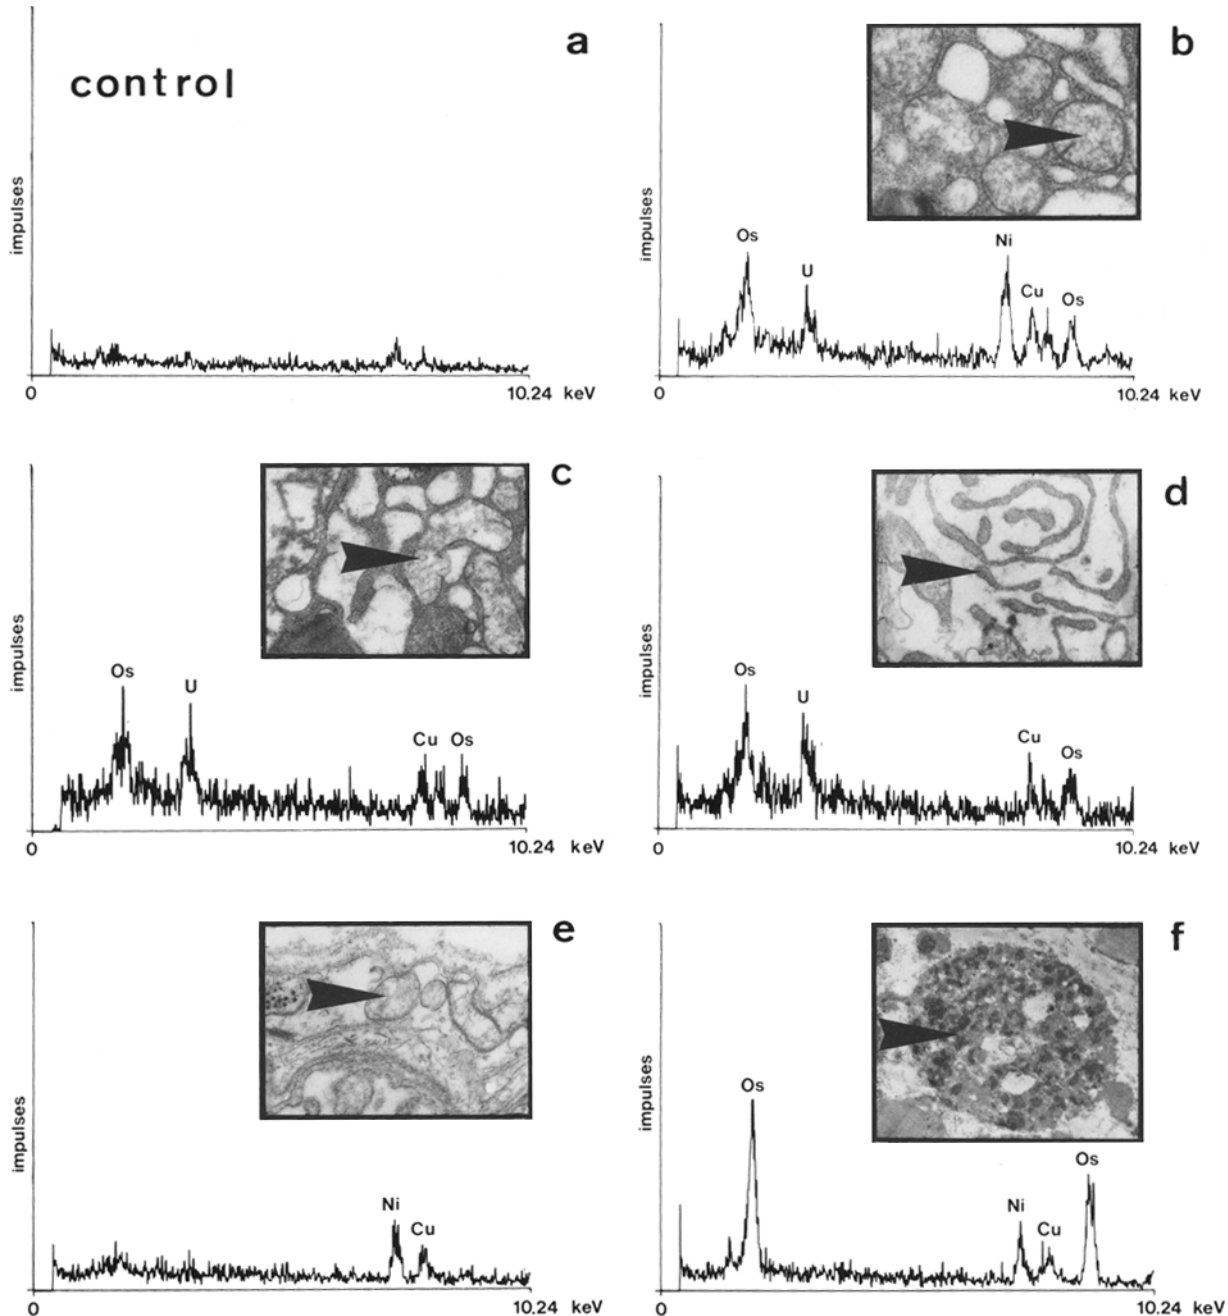 a
control
impulses
0
10.24 keV
b
impulses
Os
U
Ni
Cu
Os
0
10.24 keV
c
impulses
Os
U
Cu
Os
0
10.24 keV
d
impulses
Os
U
Cu
Os
0
10.24 keV
e
impulses
Ni
Cu
0
10.24 keV
f
impulses
Os
Ni
Cu
Os
0
10.24 keV